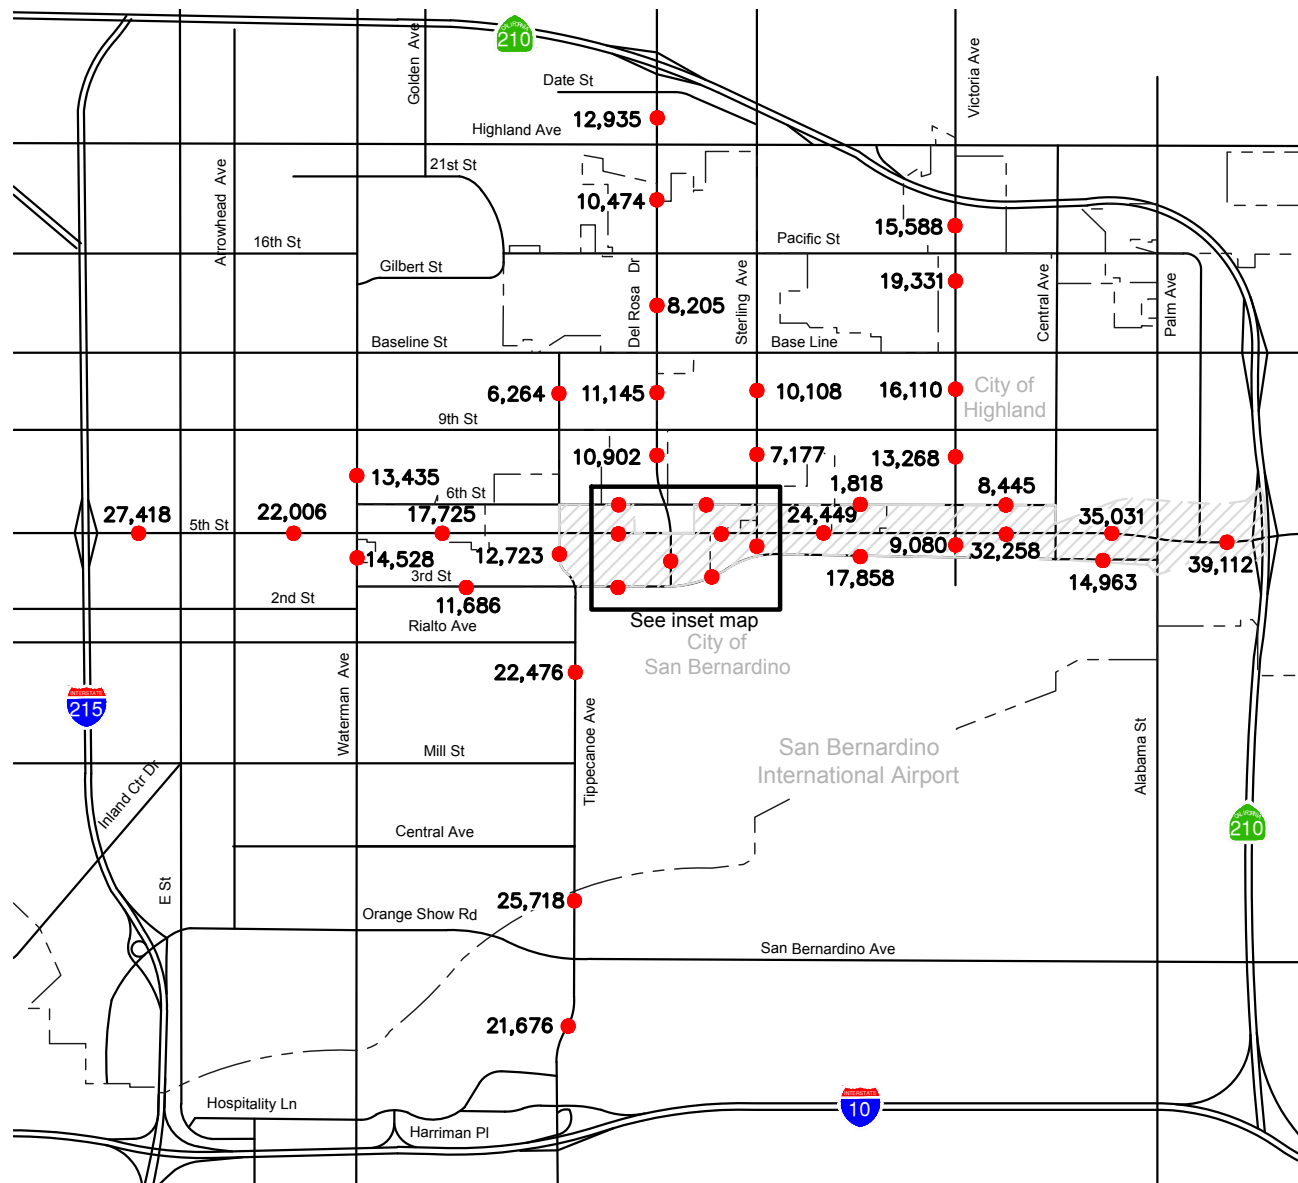 CALIFORNIA
210
Golden Ave
Victoria Ave
Date St
12,935
Highland Ave
21st St
Arrowhead Ave
10,474
15,588
16th St
Pacific St
Gilbert St
Del Rosa Dr
Sterling Ave
19,331
Central Ave
Palm Ave
8,205
Baseline St
Base Line
6,264
11,145
10,108
16,110
City of
Highland
9th St
10,902
7,177
13,268
13,435
6th St
1,818
8,445
27,418
5th St
22,006
17,725
24,449
35,031
14,528
12,723
9,080
32,258
39,112
3rd St
17,858
14,963
2nd St
11,686
Rialto Ave
See inset map
City of
San Bernardino
22,476
INTERSTATE
215
Waterman Ave
Tippecanoe Ave
Alabama St
Mill St
San Bernardino
International Airport
Inland Ctr Dr
Central Ave
CALIFORNIA
210
E St
25,718
Orange Show Rd
San Bernardino Ave
21,676
Hospitality Ln
INTERSTATE
10
Harriman Pl